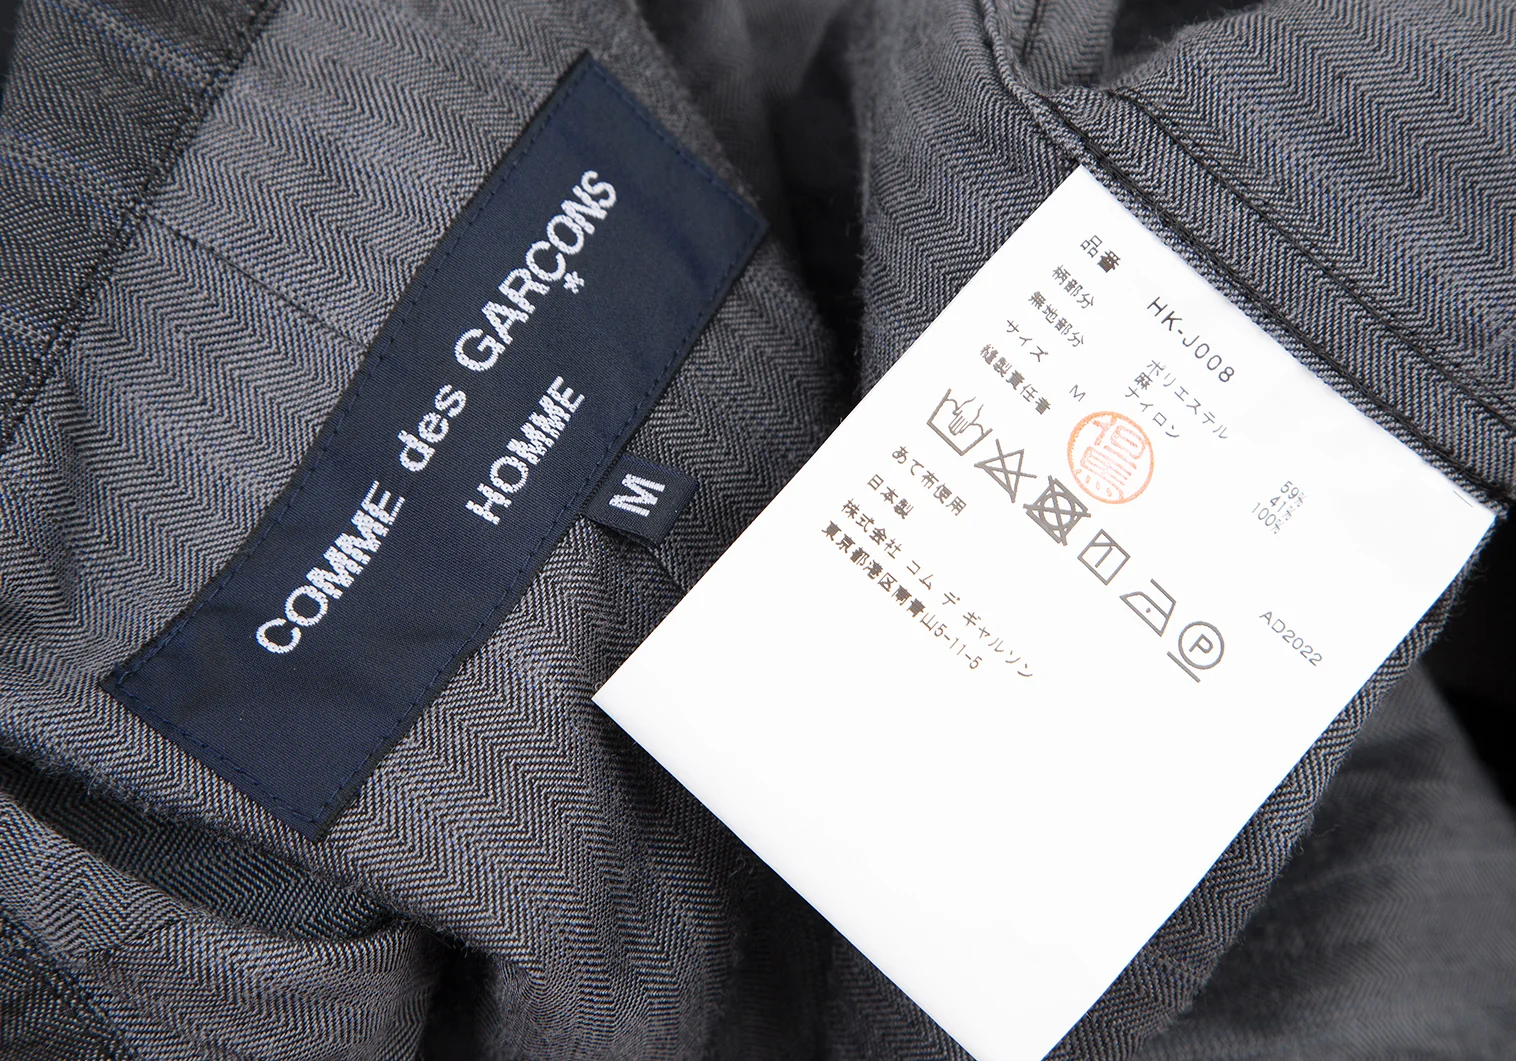 COMME des GARÇONS
HOMME
M
品番 HK-J008
柄部分 ポリエステル 59%
麻 41%
無地部分 ナイロン 100%
サイズ M
縫製責任者
P
あて布使用
日本製
株式会社 コム デ ギャルソン
東京都港区南青山5-11-5
AD2022